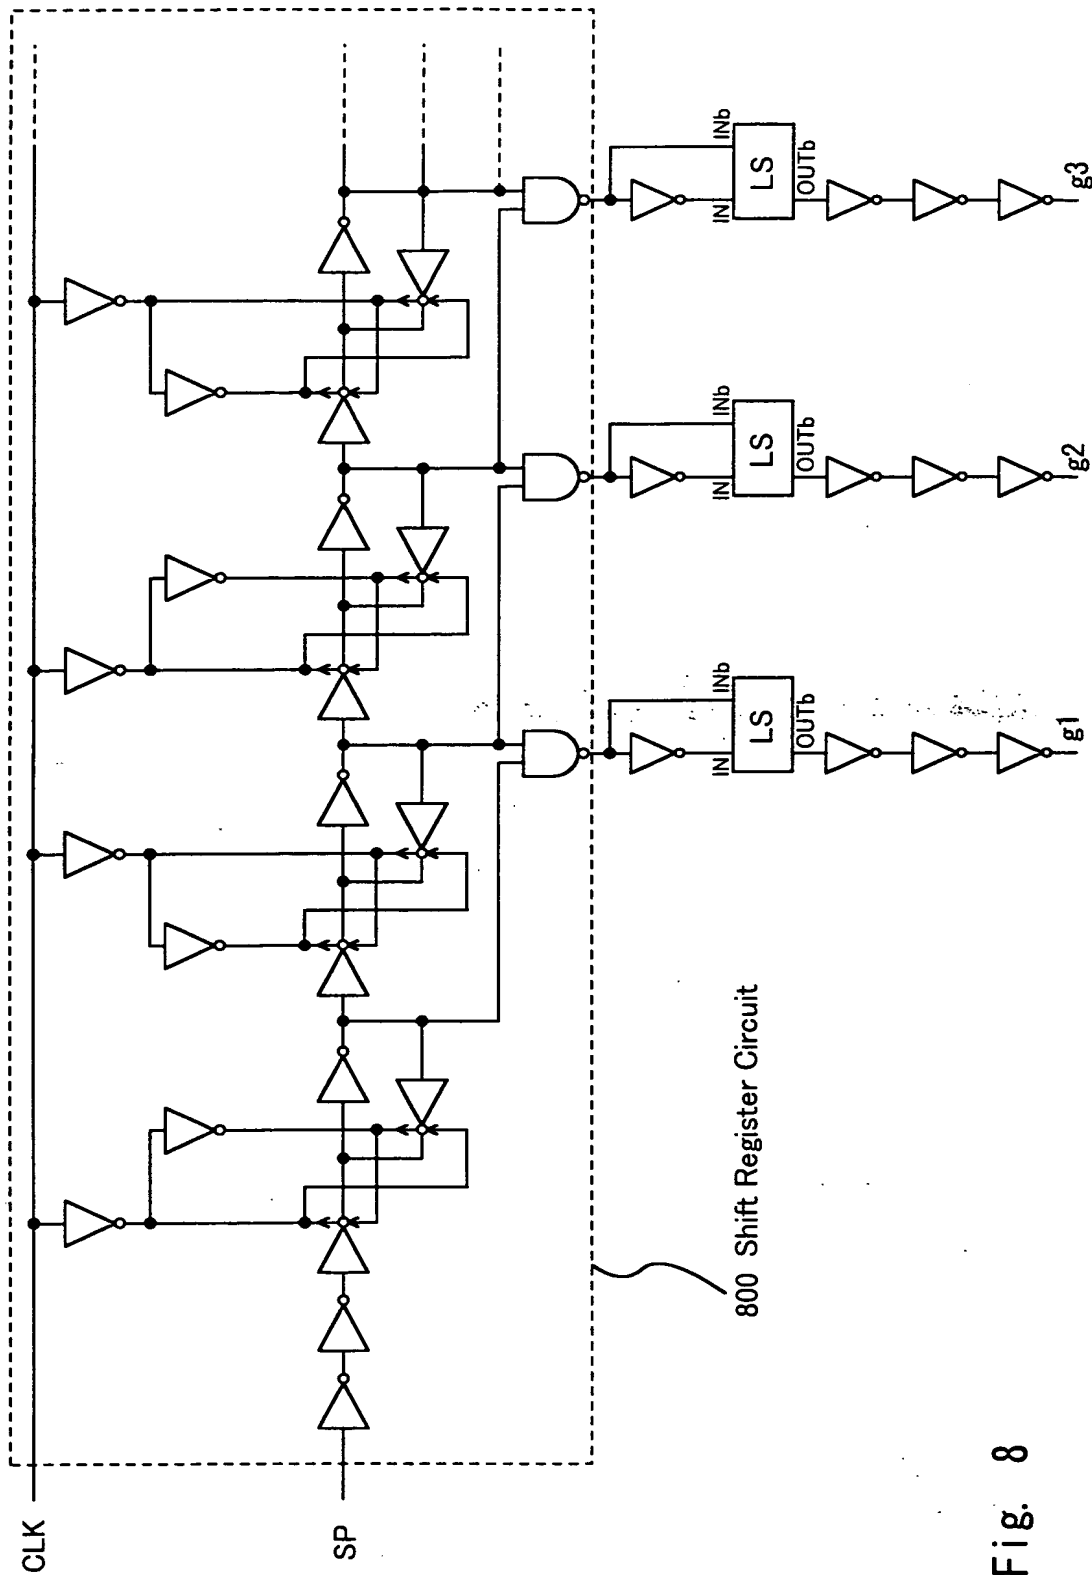 CLK
SP
800 Shift Register Circuit
IN
INb
LS
OUTb
g1
IN
INb
LS
OUTb
g2
IN
INb
LS
OUTb
g3
Fig. 8